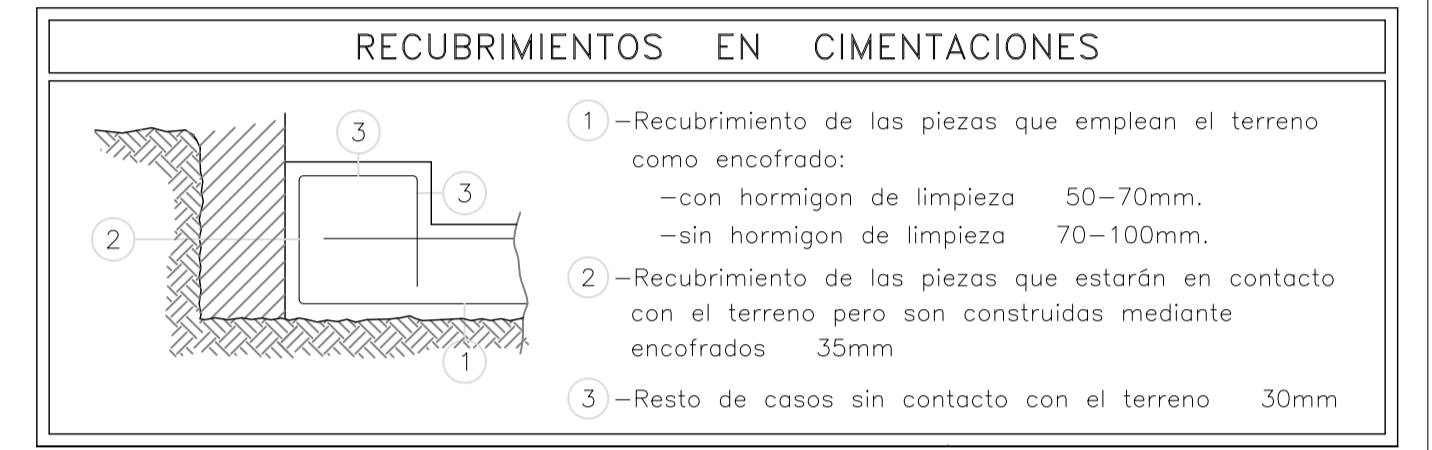 RECUBRIMIENTOS EN CIMENTACIONES
3
3
2
1
1 -Recubrimiento de las piezas que emplean el terreno
como encofrado:
-con hormigon de limpieza 50-70mm.
-sin hormigon de limpieza 70-100mm.
2 -Recubrimiento de las piezas que estarán en contacto
con el terreno pero son construidas mediante
encofrados 35mm
3 -Resto de casos sin contacto con el terreno 30mm